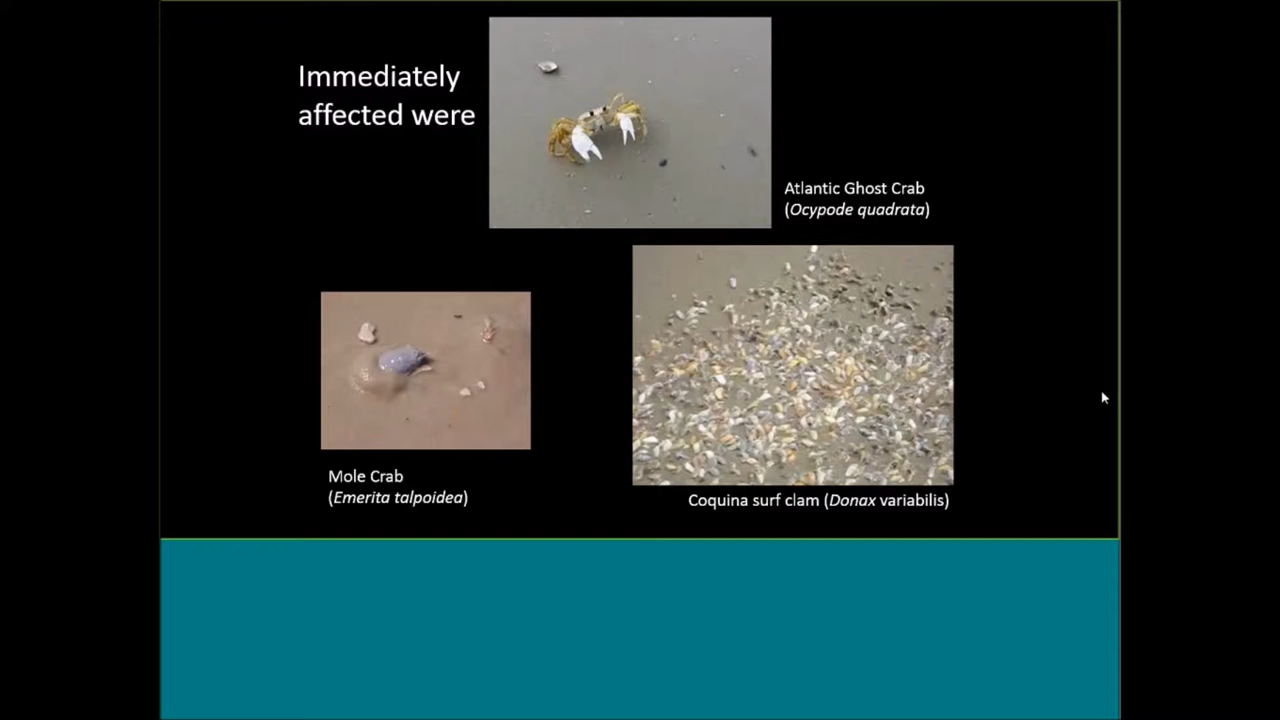 Immediately
affected were
Atlantic Ghost Crab
(Ocypode quadrata)
Mole Crab
(Emerita talpoidea)
Coquina surf clam (Donax variabilis)